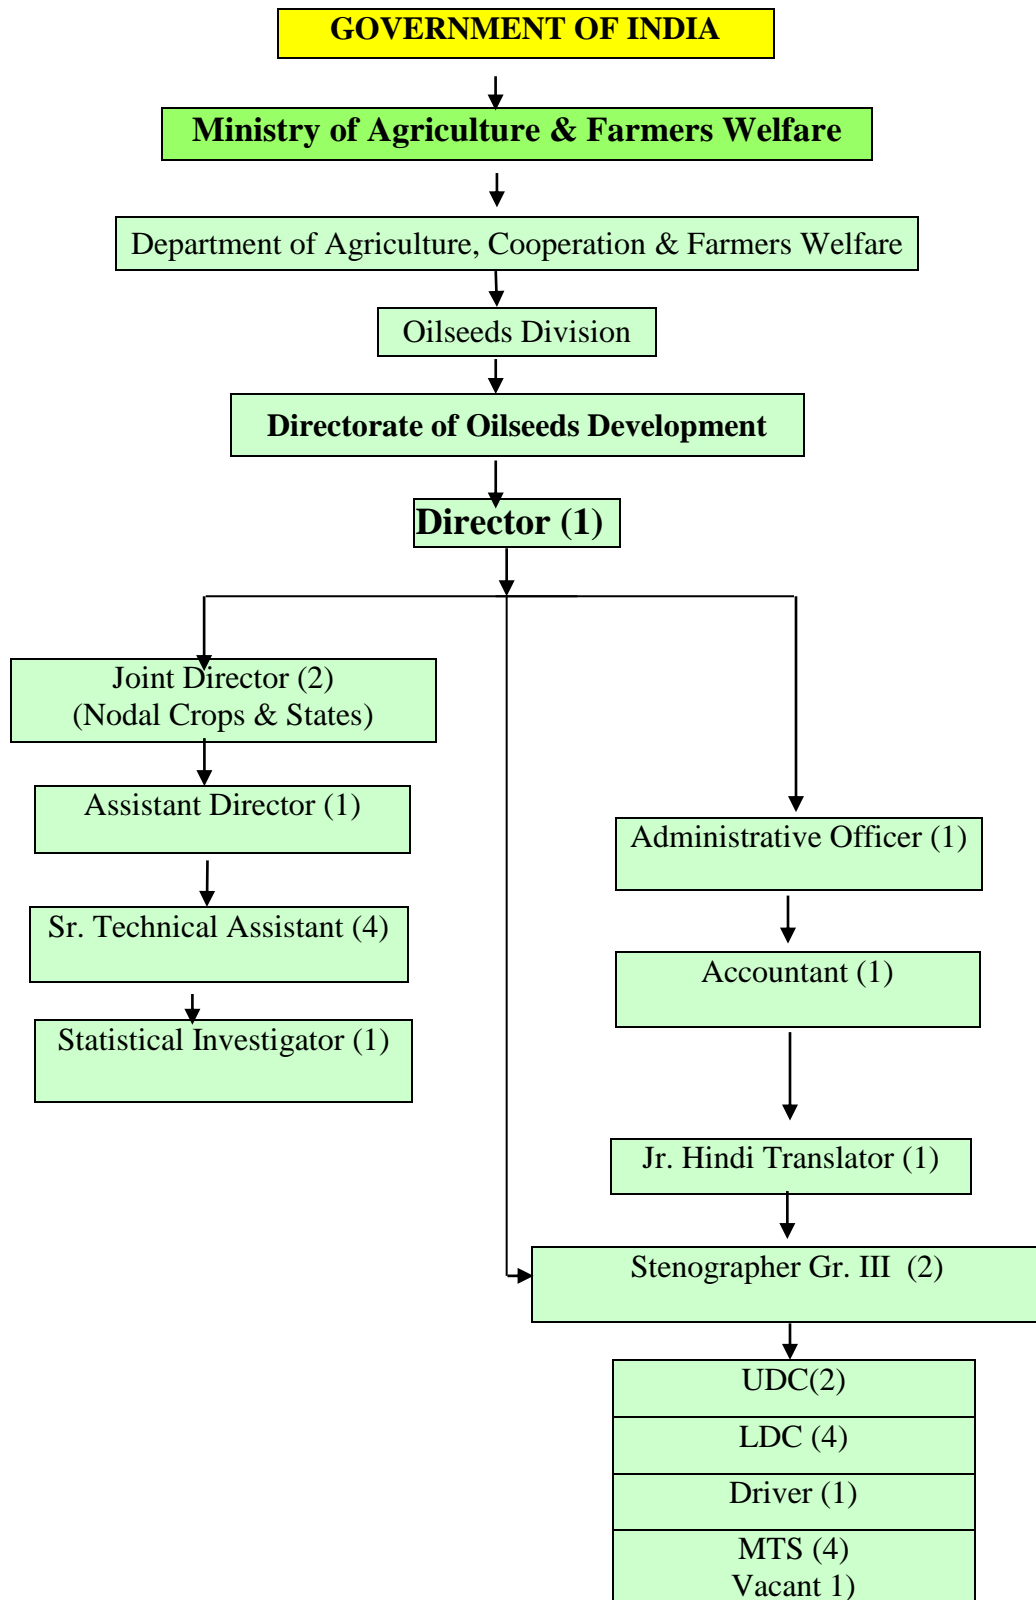 GOVERNMENT OF INDIA
Ministry of Agriculture & Farmers Welfare
Department of Agriculture, Cooperation & Farmers Welfare
Oilseeds Division
Directorate of Oilseeds Development
Director (1)
Joint Director (2)
(Nodal Crops & States)
Assistant Director (1)
Sr. Technical Assistant (4)
Statistical Investigator (1)
Administrative Officer (1)
Accountant (1)
Jr. Hindi Translator (1)
Stenographer Gr. III (2)
UDC(2)
LDC (4)
Driver (1)
MTS (4)
Vacant 1)